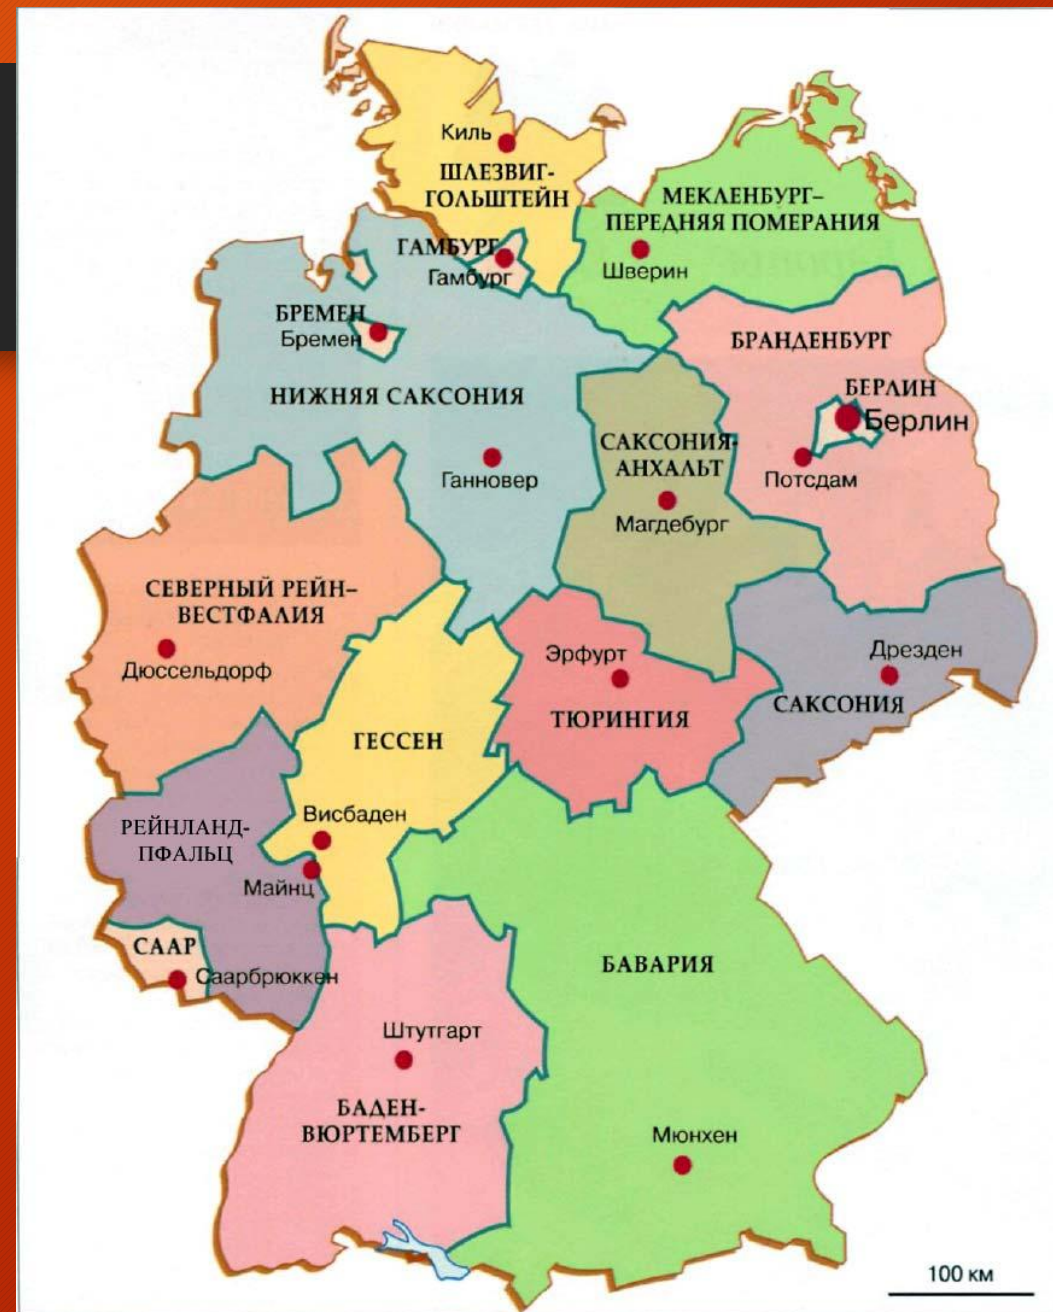 Киль
ШЛЕЗВИГ-
ГОЛЬШТЕЙН
МЕКЛЕНБУРГ–
ПЕРЕДНЯЯ ПОМЕРАНИЯ
Шверин
ГАМБУРГ
Гамбург
БРЕМЕН
Бремен
НИЖНЯЯ САКСОНИЯ
Ганновер
БРАНДЕНБУРГ
БЕРЛИН
Берлин
Потсдам
САКСОНИЯ-
АНХАЛЬТ
Магдебург
СЕВЕРНЫЙ РЕЙН–
ВЕСТФАЛИЯ
Дюссельдорф
Эрфурт
ТЮРИНГИЯ
Дрезден
САКСОНИЯ
ГЕССЕН
Висбаден
РЕЙНЛАНД-
ПФАЛЬЦ
Майнц
СААР
Саарбрюккен
БАВАРИЯ
Штутгарт
БАДЕН-
ВЮРТЕМБЕРГ
Мюнхен
100 км